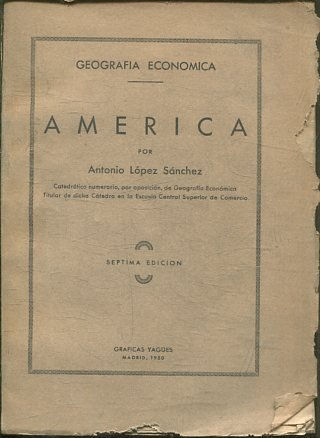 GEOGRAFIA ECONOMICA
AMERICA
POR
Antonio López Sánchez
Catedrático numerario, por oposición, de Geografía Económica
Titular de dicha Cátedra en la Escuela Central Superior de Comercio.
SEPTIMA EDICION
GRAFICAS YAGÜES
MADRID, 1950